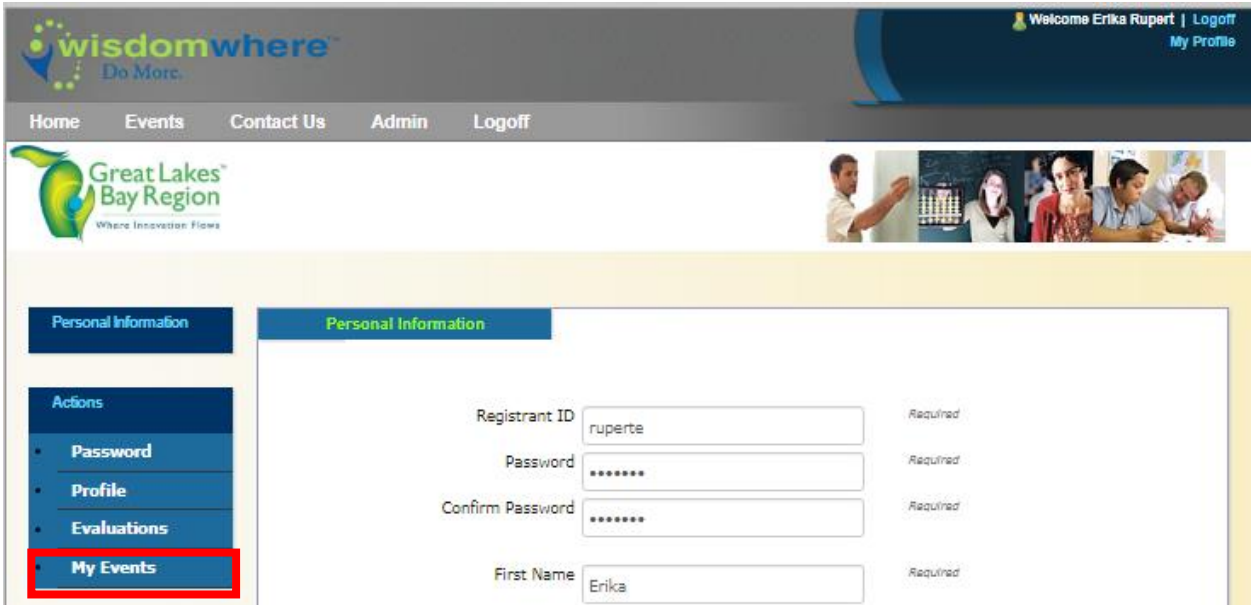 Welcome Erika Rupert | Logoff
My Profile
wisdomwhere™
Do More.
Home Events Contact Us Admin Logoff
Great Lakes™
Bay Region
Where Innovation Flows
Personal Information
Personal Information
Actions
Password
Profile
Evaluations
My Events
Registrant ID ruperte Required
Password ••••••• Required
Confirm Password ••••••• Required
First Name Erika Required